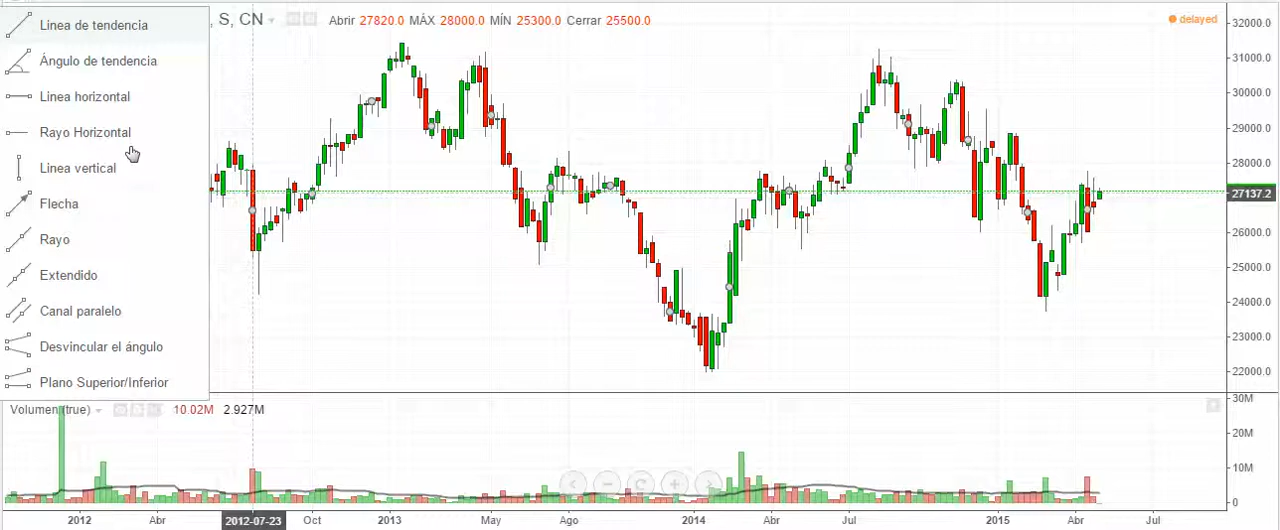 Linea de tendencia
Ángulo de tendencia
Linea horizontal
Rayo Horizontal
Linea vertical
Flecha
Rayo
Extendido
Canal paralelo
Desvincular el ángulo
Plano Superior/Inferior
, S, CN
Abrir 27820.0 MÁX 28000.0 MÍN 25300.0 Cerrar 25500.0
delayed
32000.0
31000.0
30000.0
29000.0
28000.0
27137.2
26000.0
25000.0
24000.0
23000.0
22000.0
Volumen (true) 10.02M 2.927M
30M
20M
10M
0
2012 Abr 2012-07-23 Oct 2013 May Ago 2014 Abr Jul 2015 Abr Jul